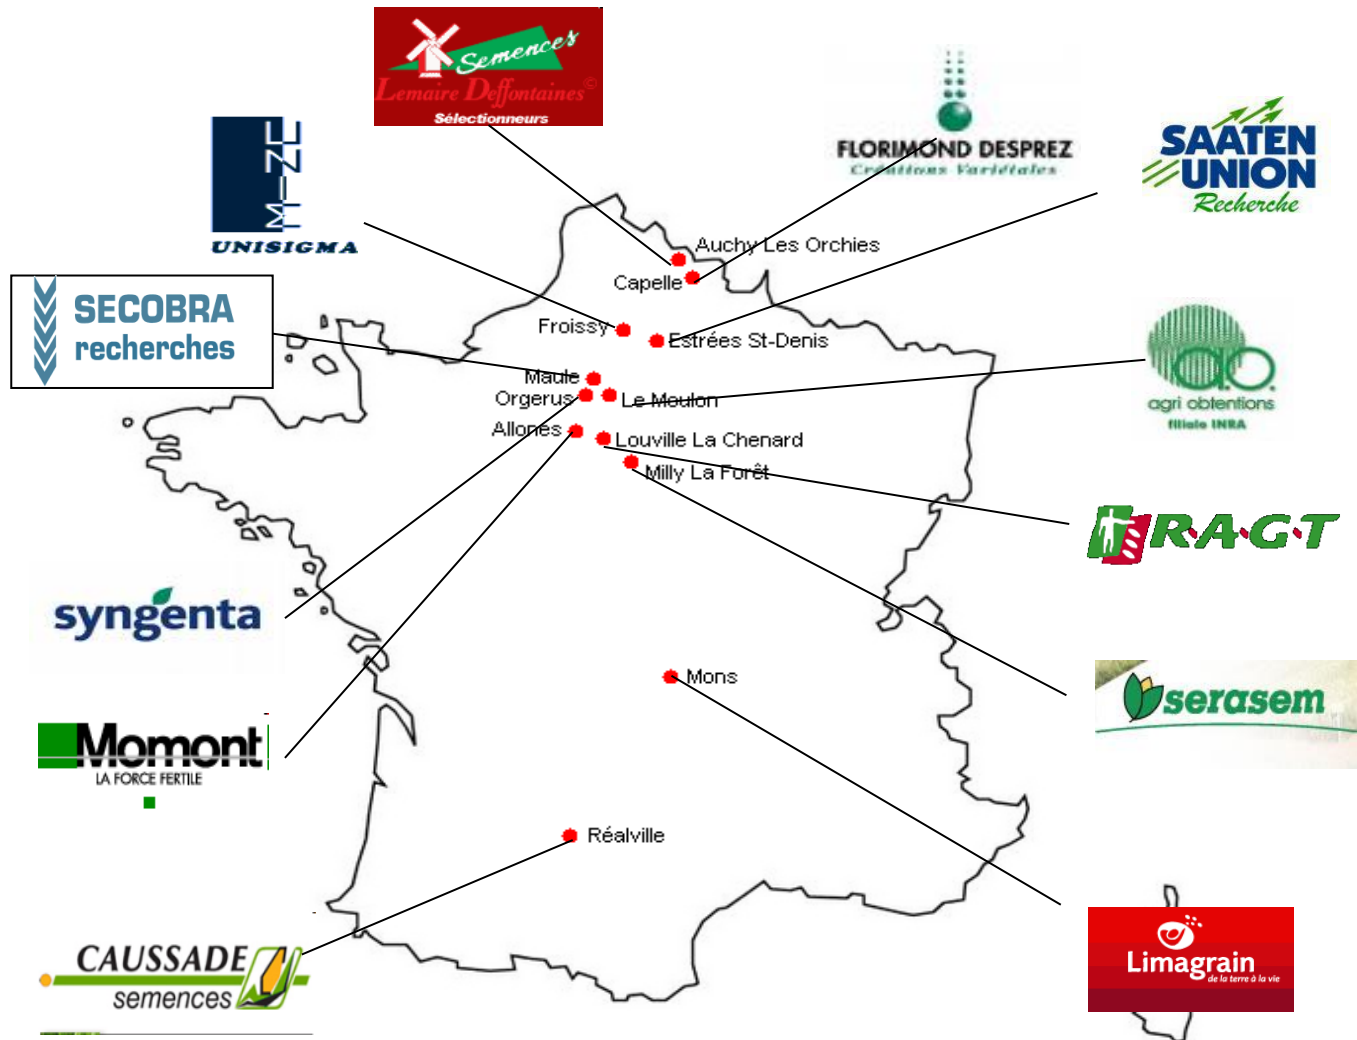 Semences
Lemaire Deffontaines©
Sélectionneurs
FLORIMOND DESPREZ
Créations Variétales
SAATEN
UNION
Recherche
UNISIGMA
SECOBRA
recherches
Auchy Les Orchies
Capelle
Froissy
Estrées St-Denis
Maule
Orgerus
Le Moulon
Allones
Louville La Chenard
Milly La Forêt
a.o.
agri obtentions
filiale INRA
R.A.G.T
syngenta
serasem
Mons
Momont
LA FORCE FERTILE
Réalville
CAUSSADE
semences
Limagrain
de la terre à la vie